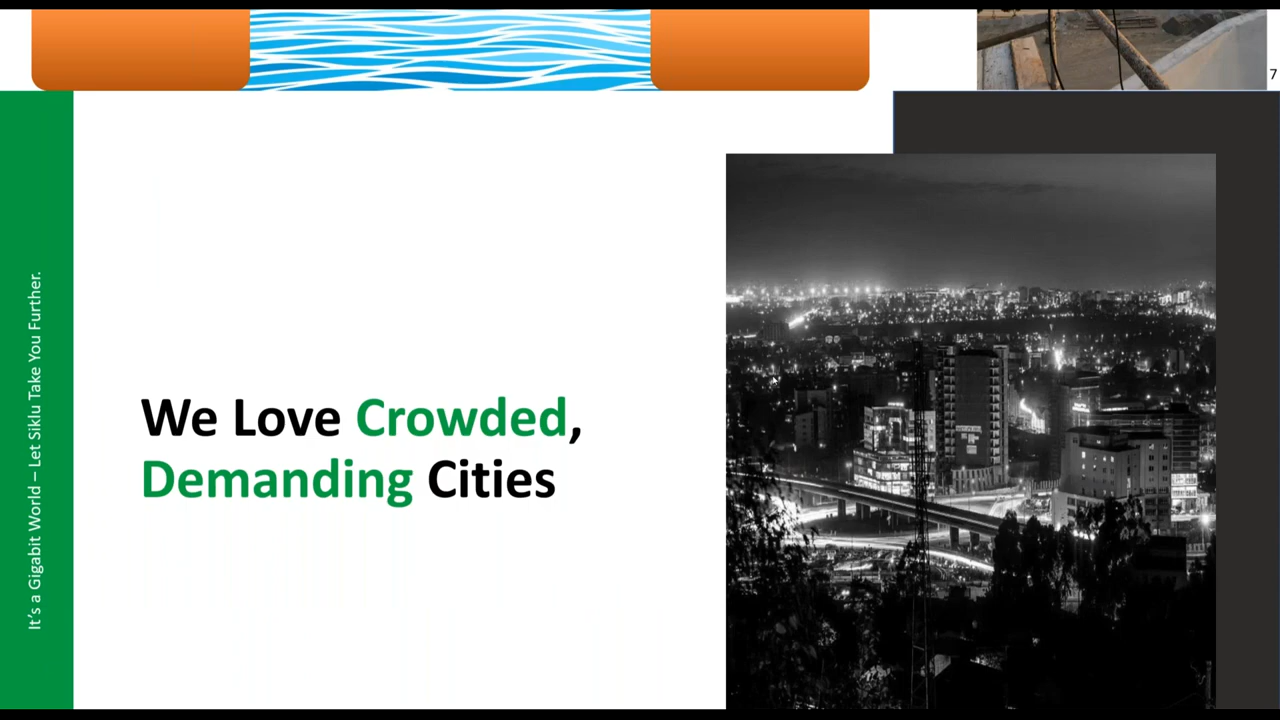 7
It's a Gigabit World – Let Siklu Take You Further.
We Love Crowded,
Demanding Cities